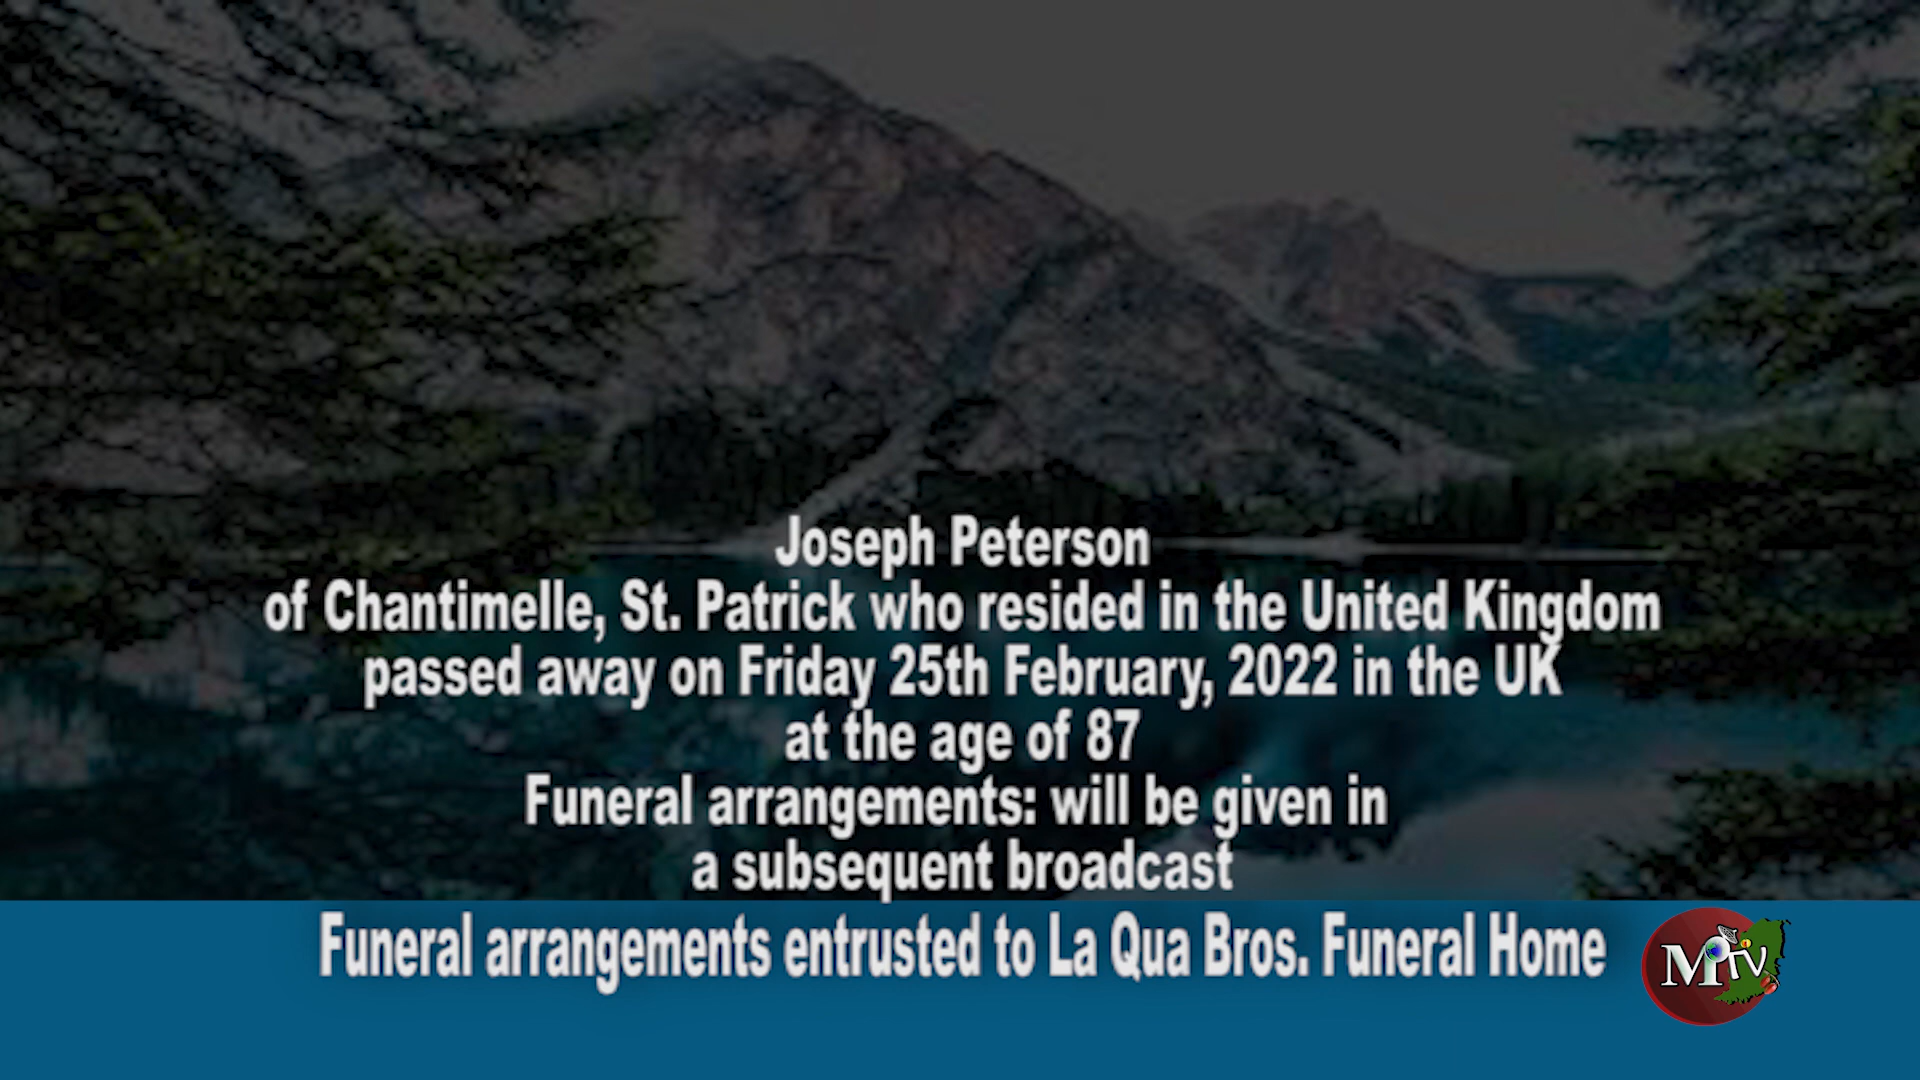 Joseph Peterson
of Chantimelle, St. Patrick who resided in the United Kingdom
passed away on Friday 25th February, 2022 in the UK
at the age of 87
Funeral arrangements: will be given in
a subsequent broadcast
Funeral arrangements entrusted to La Qua Bros. Funeral Home
MPTV